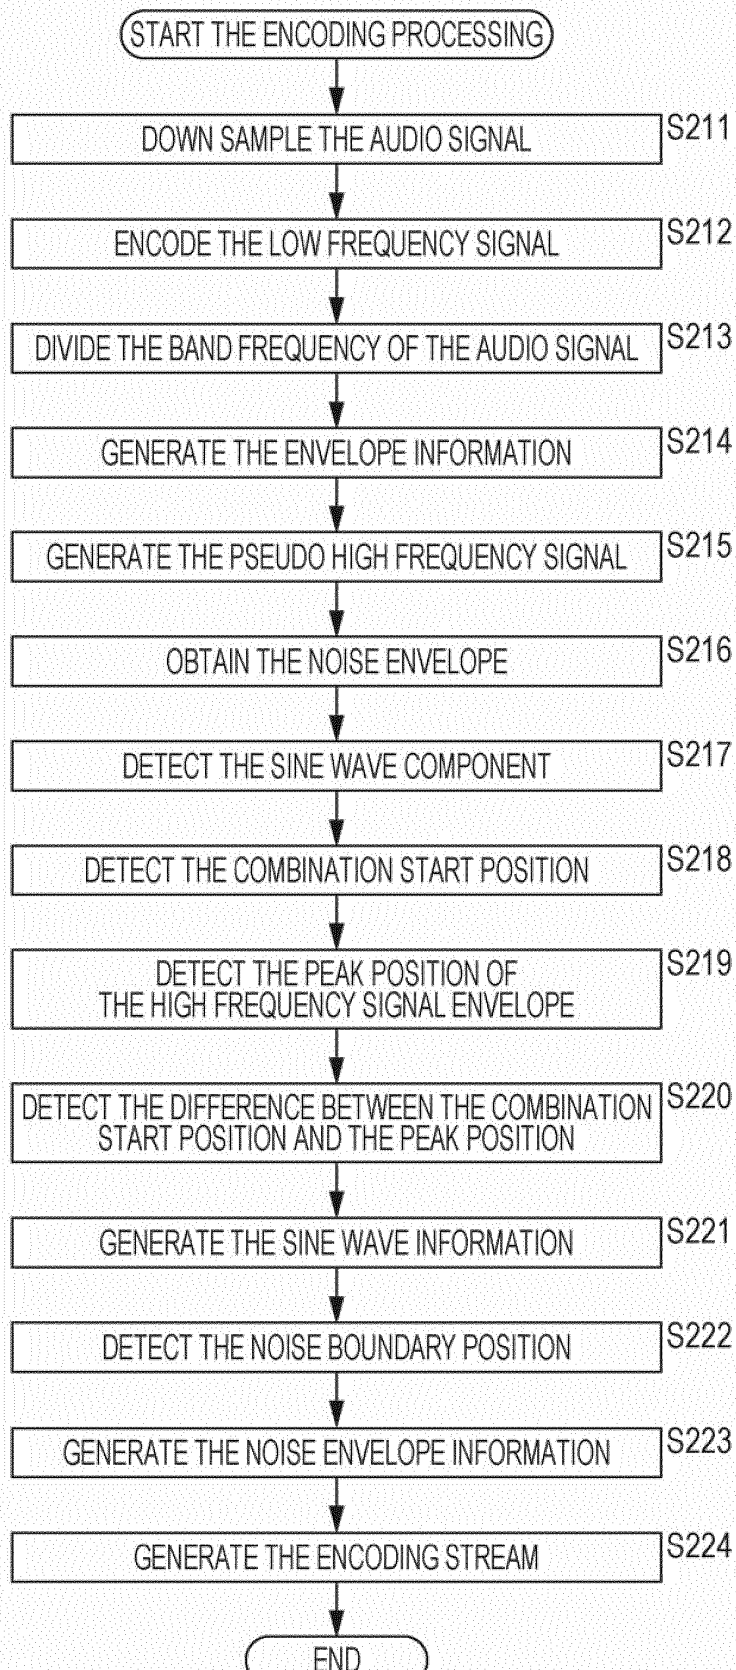 START THE ENCODING PROCESSING
DOWN SAMPLE THE AUDIO SIGNAL
S211
ENCODE THE LOW FREQUENCY SIGNAL
S212
DIVIDE THE BAND FREQUENCY OF THE AUDIO SIGNAL
S213
GENERATE THE ENVELOPE INFORMATION
S214
GENERATE THE PSEUDO HIGH FREQUENCY SIGNAL
S215
OBTAIN THE NOISE ENVELOPE
S216
DETECT THE SINE WAVE COMPONENT
S217
DETECT THE COMBINATION START POSITION
S218
DETECT THE PEAK POSITION OF
THE HIGH FREQUENCY SIGNAL ENVELOPE
S219
DETECT THE DIFFERENCE BETWEEN THE COMBINATION
START POSITION AND THE PEAK POSITION
S220
GENERATE THE SINE WAVE INFORMATION
S221
DETECT THE NOISE BOUNDARY POSITION
S222
GENERATE THE NOISE ENVELOPE INFORMATION
S223
GENERATE THE ENCODING STREAM
S224
END